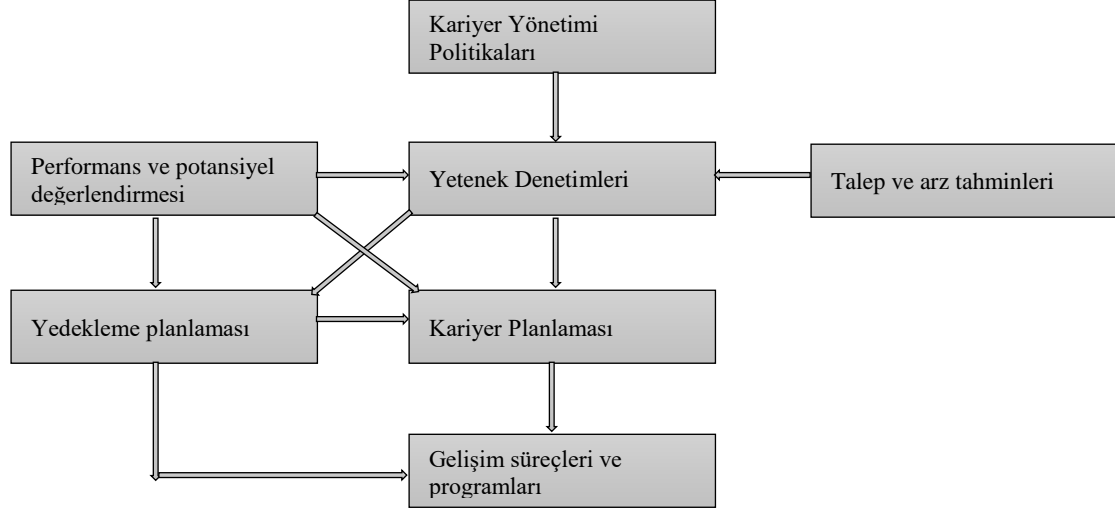 Kariyer Yönetimi
Politikaları
Performans ve potansiyel
değerlendirmesi
Yetenek Denetimleri
Talep ve arz tahminleri
Yedekleme planlaması
Kariyer Planlaması
Gelişim süreçleri ve
programları